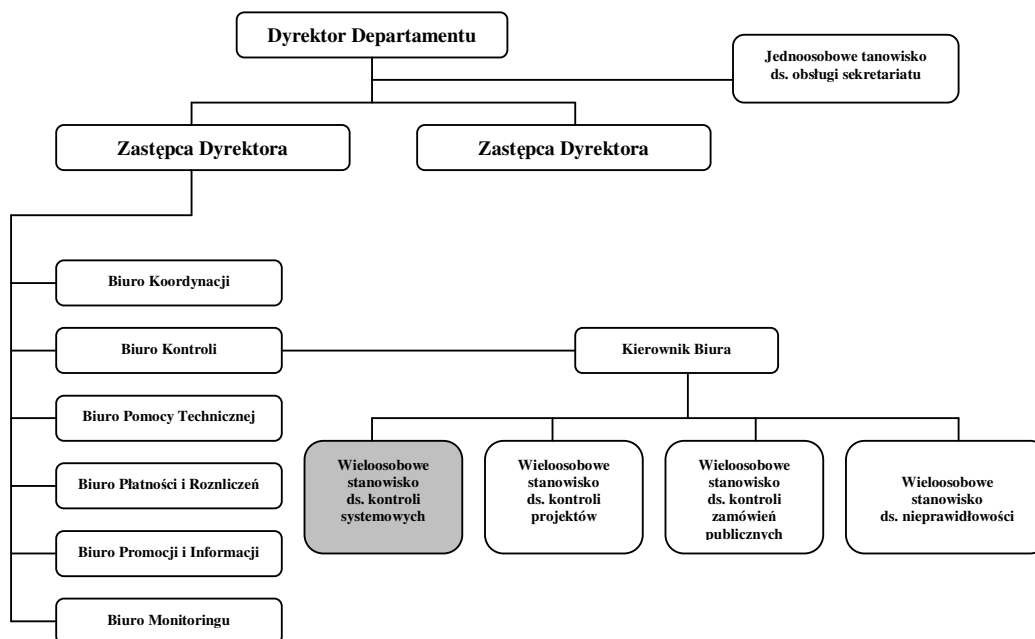 Dyrektor Departamentu
Jednoosobowe tanowisko
ds. obsługi sekretariatu
Zastępca Dyrektora
Zastępca Dyrektora
Biuro Koordynacji
Biuro Kontroli
Kierownik Biura
Biuro Pomocy Technicznej
Wieloosobowe
stanowisko
ds. kontroli
systemowych
Wieloosobowe
stanowisko
ds. kontroli
projektów
Wieloosobowe
stanowisko
ds. kontroli
zamówień
publicznych
Wieloosobowe
stanowisko
ds. nieprawidłowości
Biuro Płatności i Roznliczeń
Biuro Promocji i Informacji
Biuro Monitoringu